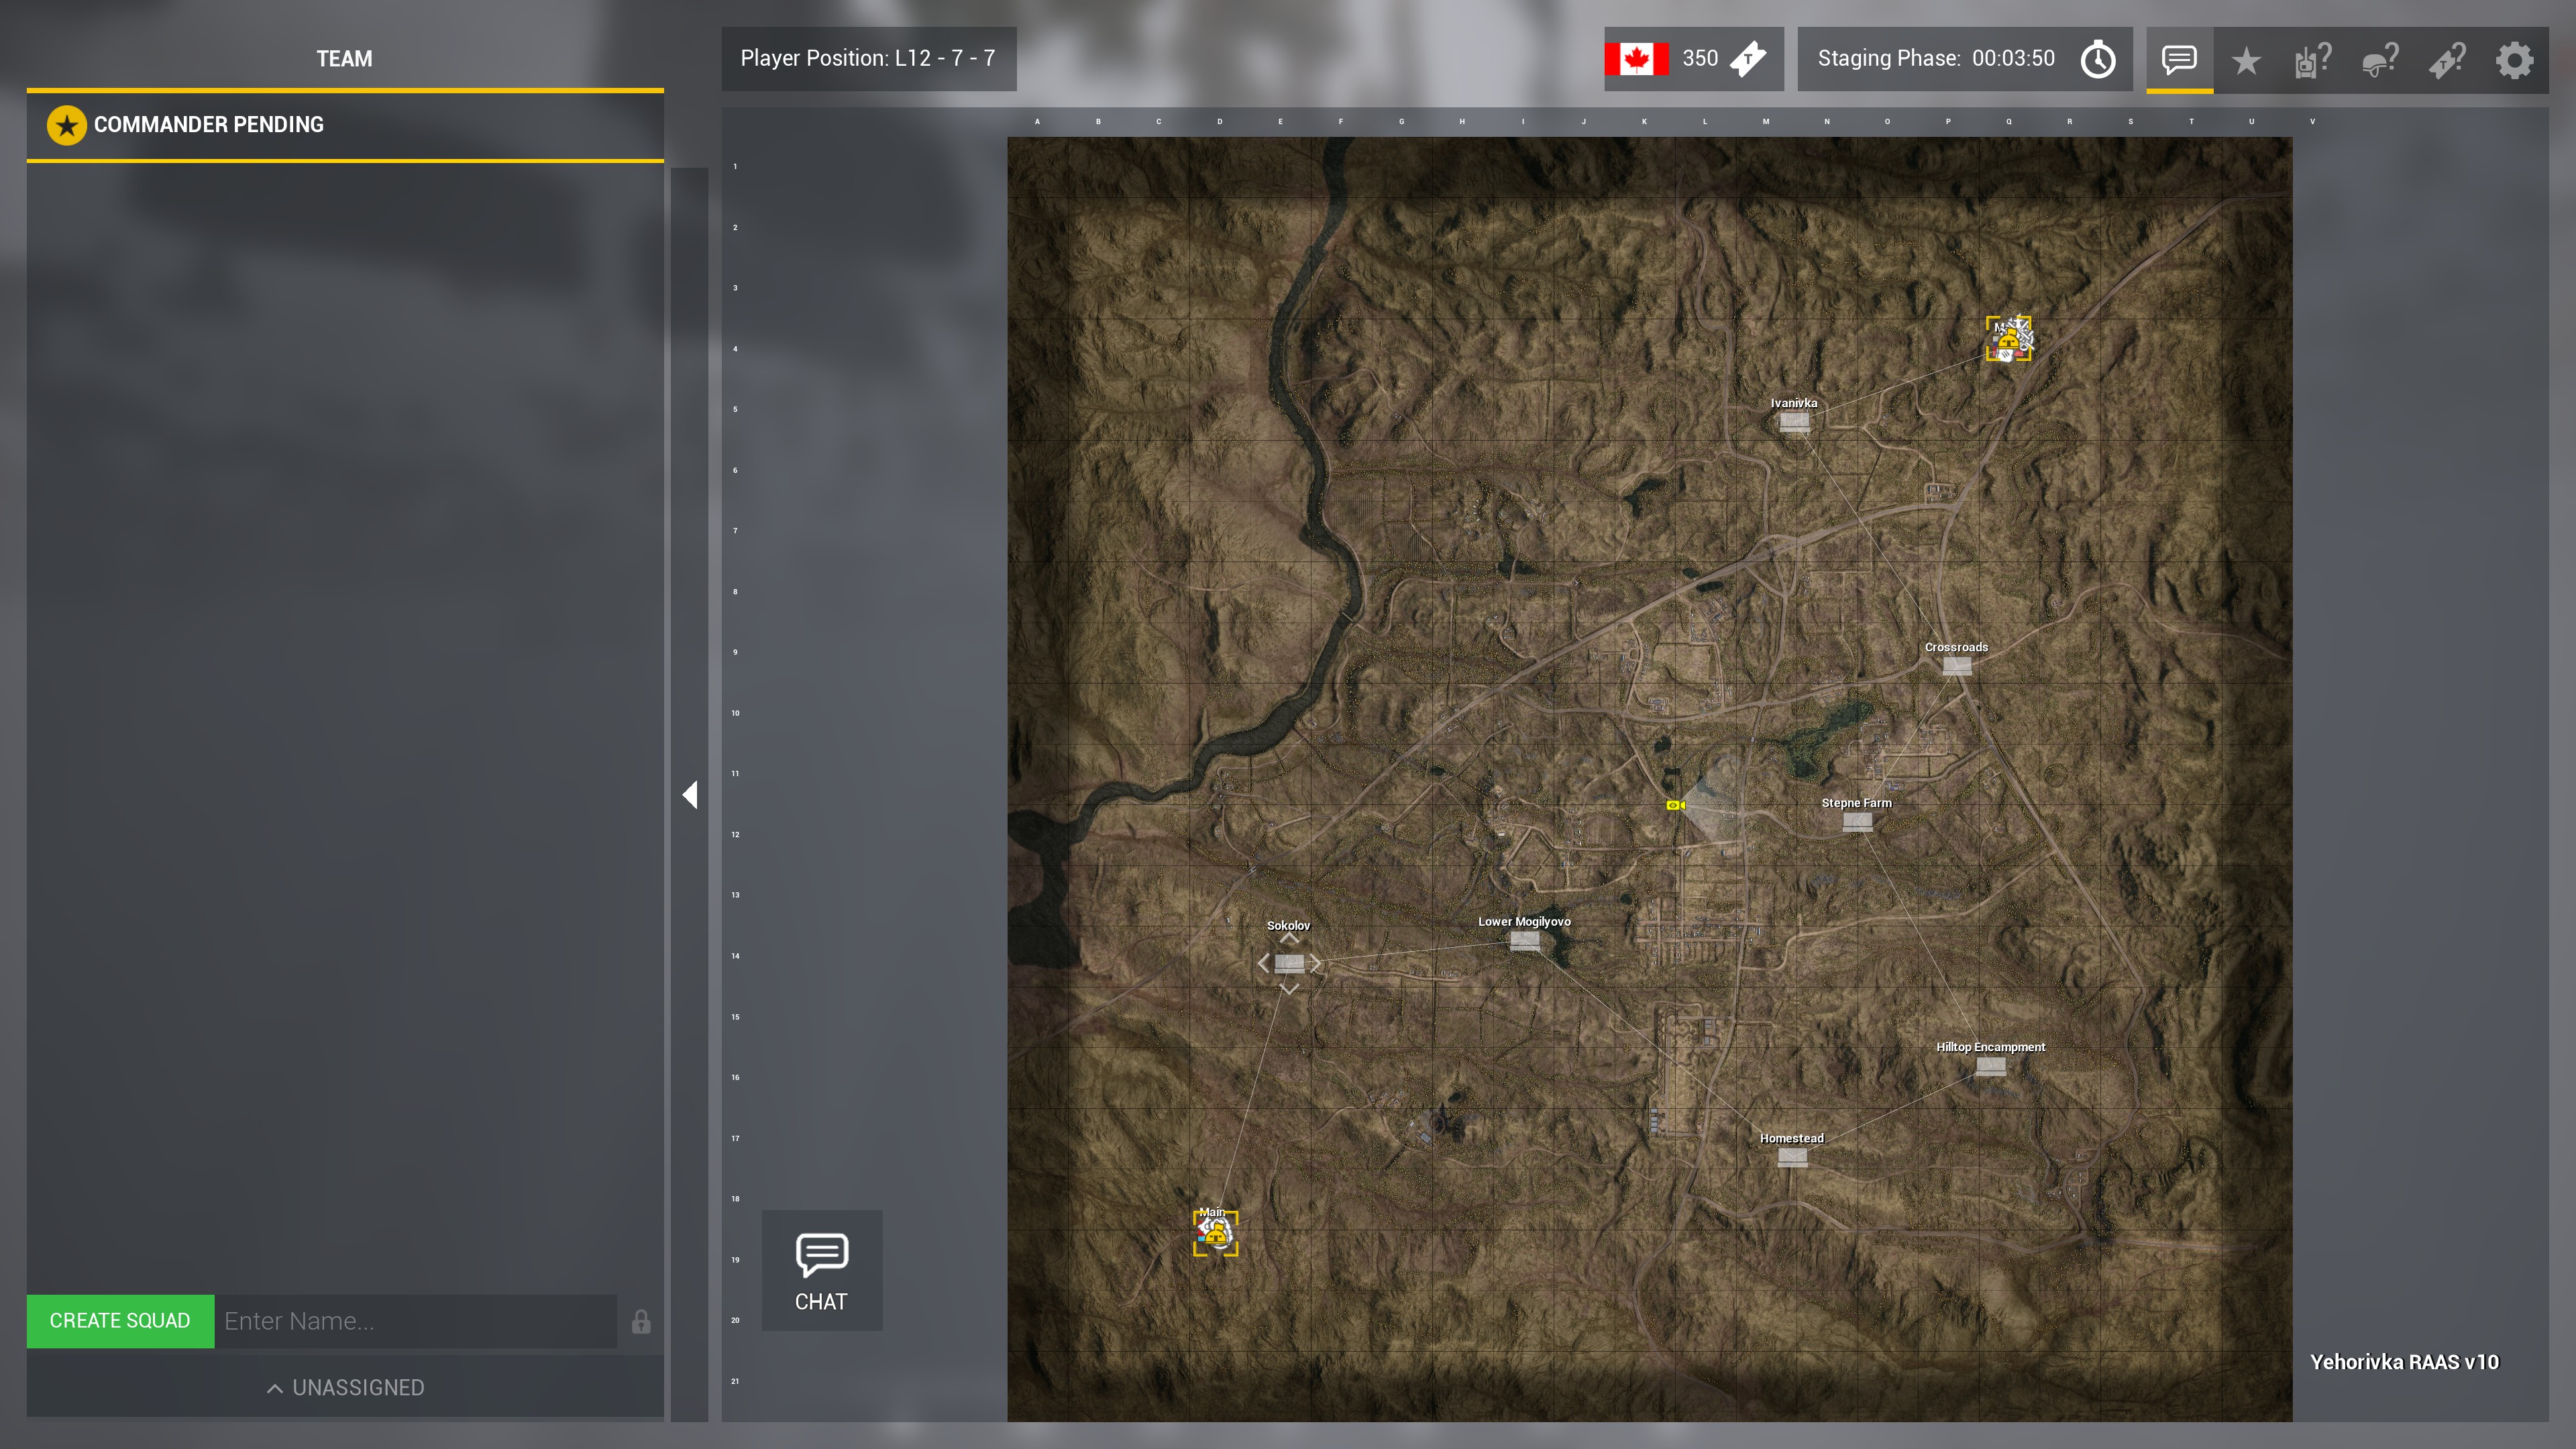 TEAM
Player Position: L12 - 7 - 7
350
Staging Phase: 00:03:50
COMMANDER PENDING
A B C D E F G H I J K L M N O P Q R S T U V
1
2
3
4
Ivanivka
5
6
7
8
Crossroads
9
10
11
Stepne Farm
12
13
Lower Mogilyovo
Sokolov
14
15
Hilltop Encampment
16
17
Homestead
18
Main
19
CHAT
20
CREATE SQUAD Enter Name...
Yehorivka RAAS v10
21
UNASSIGNED